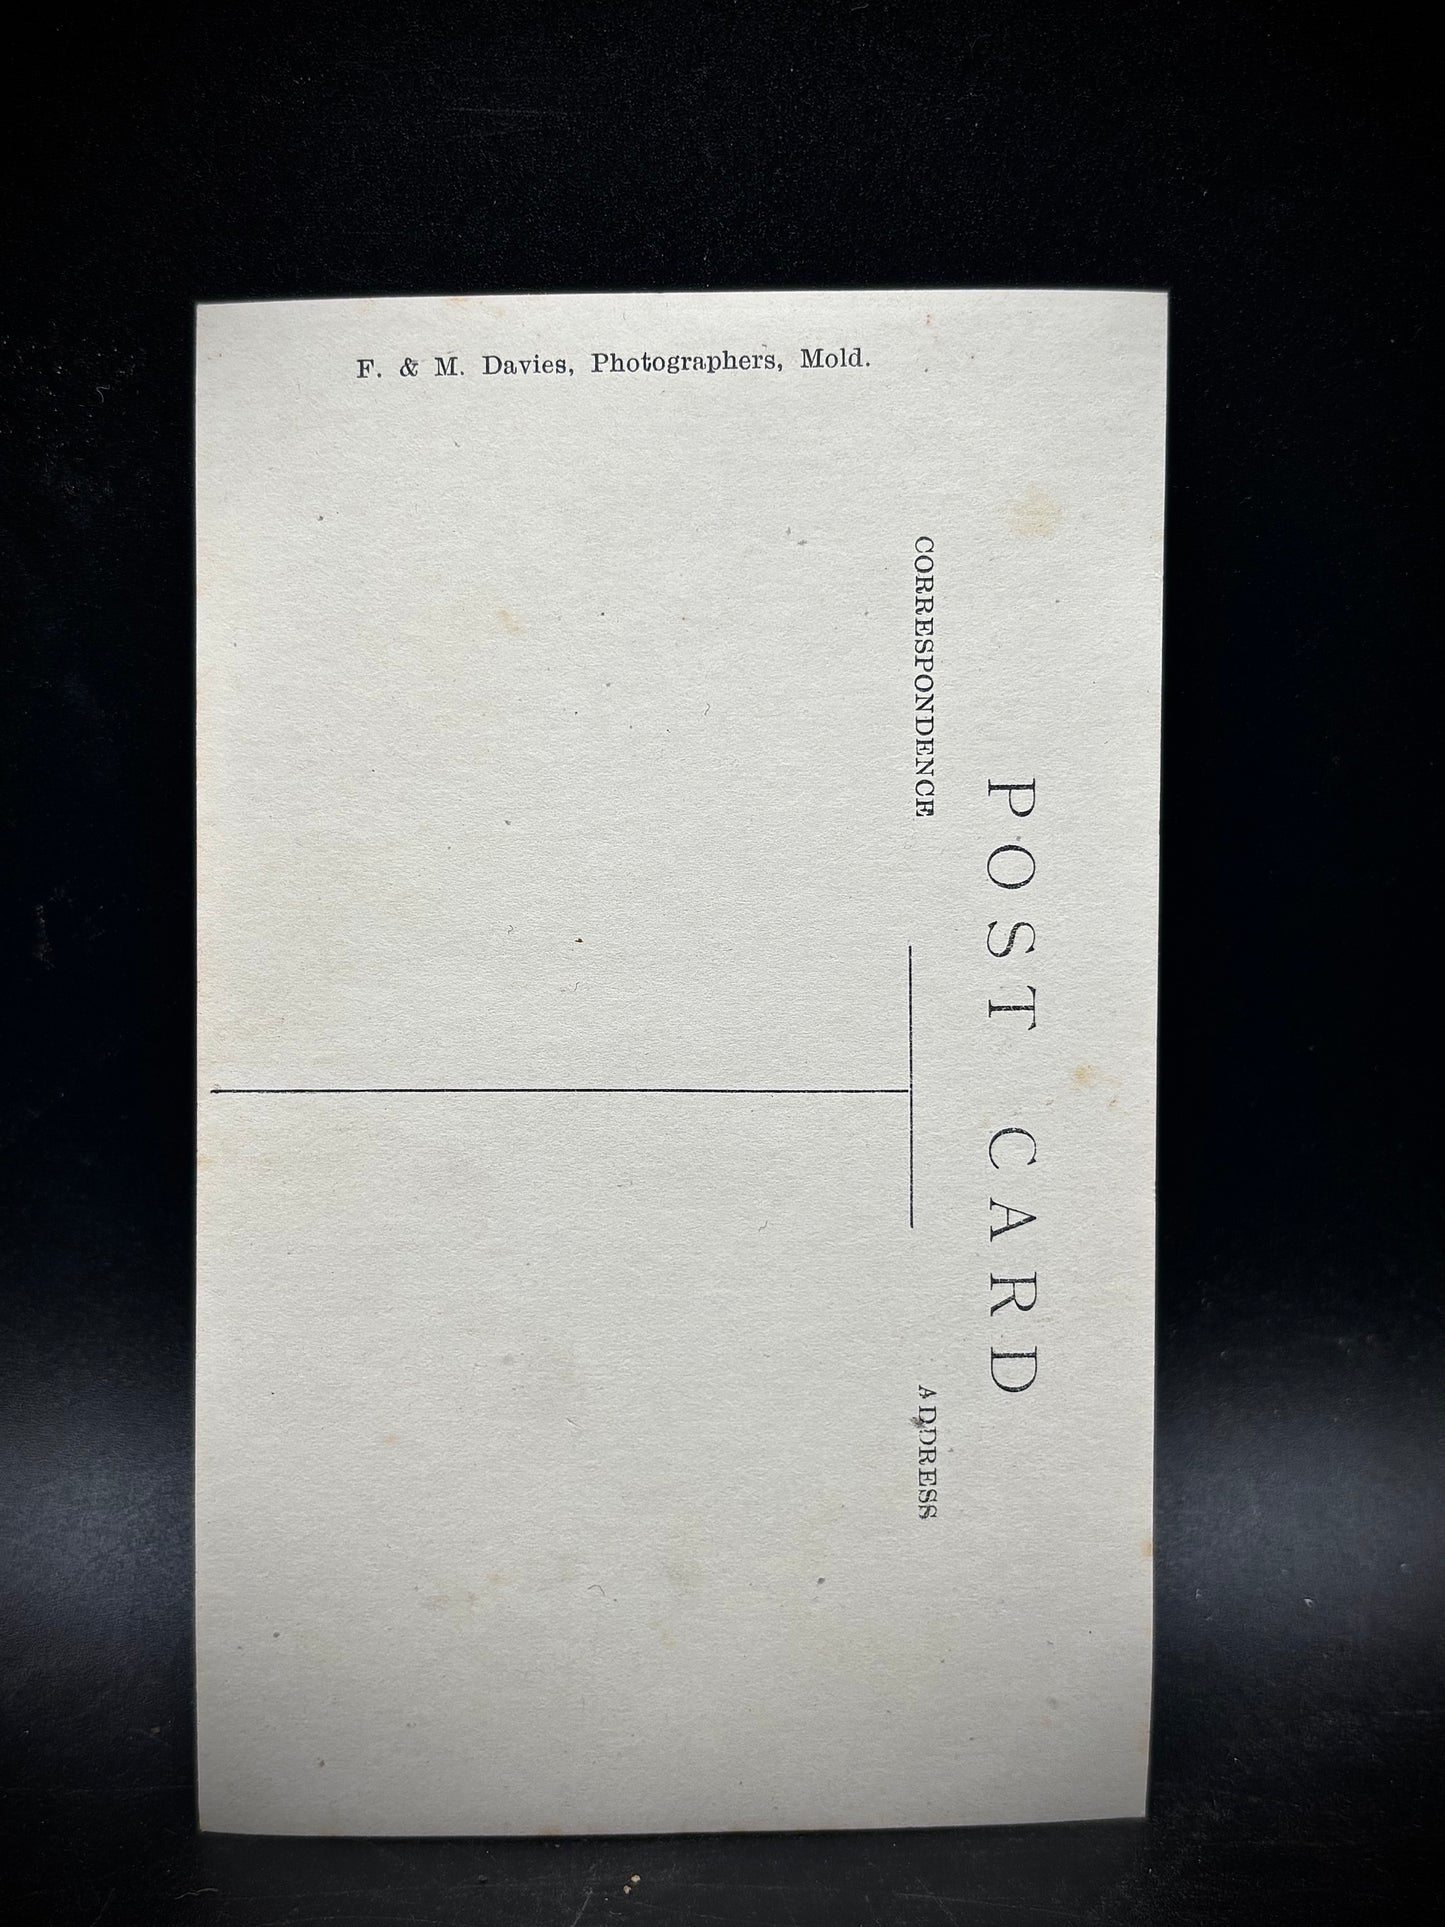 F. & M. Davies, Photographers, Mold.
POST CARD
CORRESPONDENCE
ADDRESS